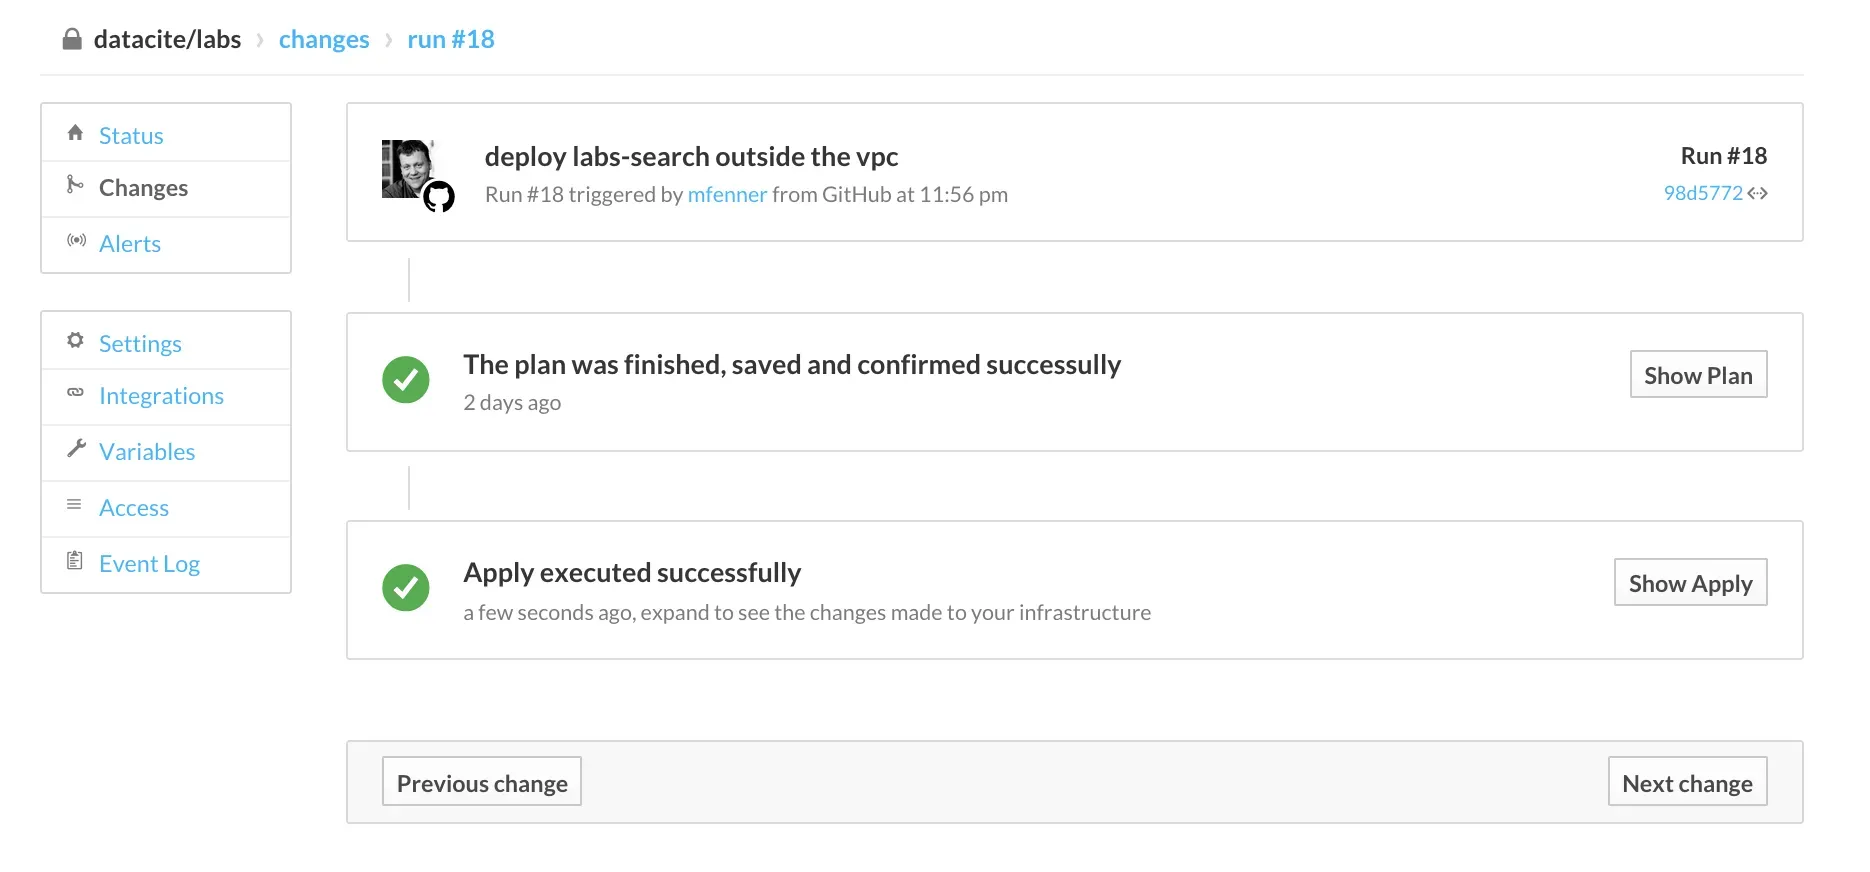 datacite/labs › changes › run #18
Status
Changes
Alerts
Settings
Integrations
Variables
Access
Event Log
deploy labs-search outside the vpc
Run #18 triggered by mfenner from GitHub at 11:56 pm
Run #18
98d5772
The plan was finished, saved and confirmed successully
2 days ago
Show Plan
Apply executed successfully
a few seconds ago, expand to see the changes made to your infrastructure
Show Apply
Previous change
Next change